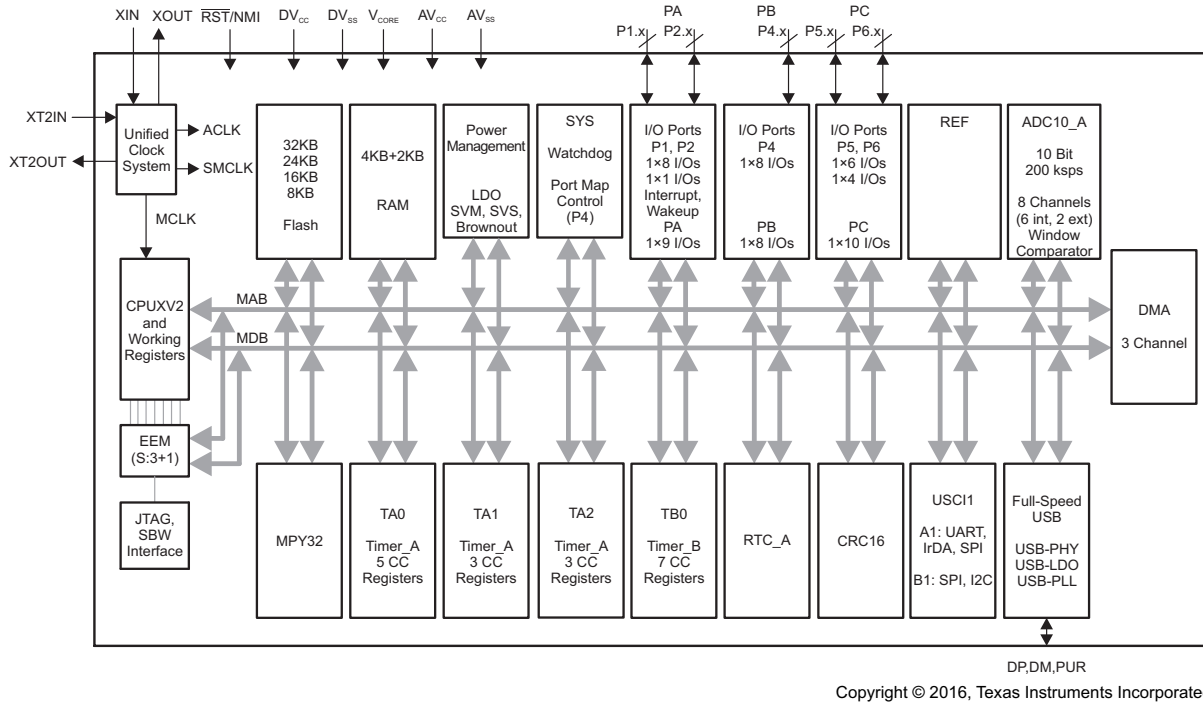 XIN XOUT RST/NMI DVCC DVSS VCORE AVCC AVSS
PA PB PC
P1.x P2.x P4.x P5.x P6.x
XT2IN
XT2OUT
Unified
Clock
System
ACLK
SMCLK
MCLK
32KB
24KB
16KB
8KB
Flash
4KB+2KB
RAM
Power
Management
LDO
SVM, SVS,
Brownout
SYS
Watchdog
Port Map
Control
(P4)
I/O Ports
P1, P2
1×8 I/Os
1×1 I/Os
Interrupt,
Wakeup
PA
1×9 I/Os
I/O Ports
P4
1×8 I/Os
PB
1×8 I/Os
I/O Ports
P5, P6
1×6 I/Os
1×4 I/Os
PC
1×10 I/Os
REF
ADC10_A
10 Bit
200 ksps
8 Channels
(6 int, 2 ext)
Window
Comparator
CPUXV2
and
Working
Registers
MAB
MDB
DMA
3 Channel
EEM
(S:3+1)
JTAG,
SBW
Interface
MPY32
TA0
Timer_A
5 CC
Registers
TA1
Timer_A
3 CC
Registers
TA2
Timer_A
3 CC
Registers
TB0
Timer_B
7 CC
Registers
RTC_A
CRC16
USCI1
A1: UART,
IrDA, SPI
B1: SPI, I2C
Full-Speed
USB
USB-PHY
USB-LDO
USB-PLL
DP,DM,PUR
Copyright © 2016, Texas Instruments Incorporate